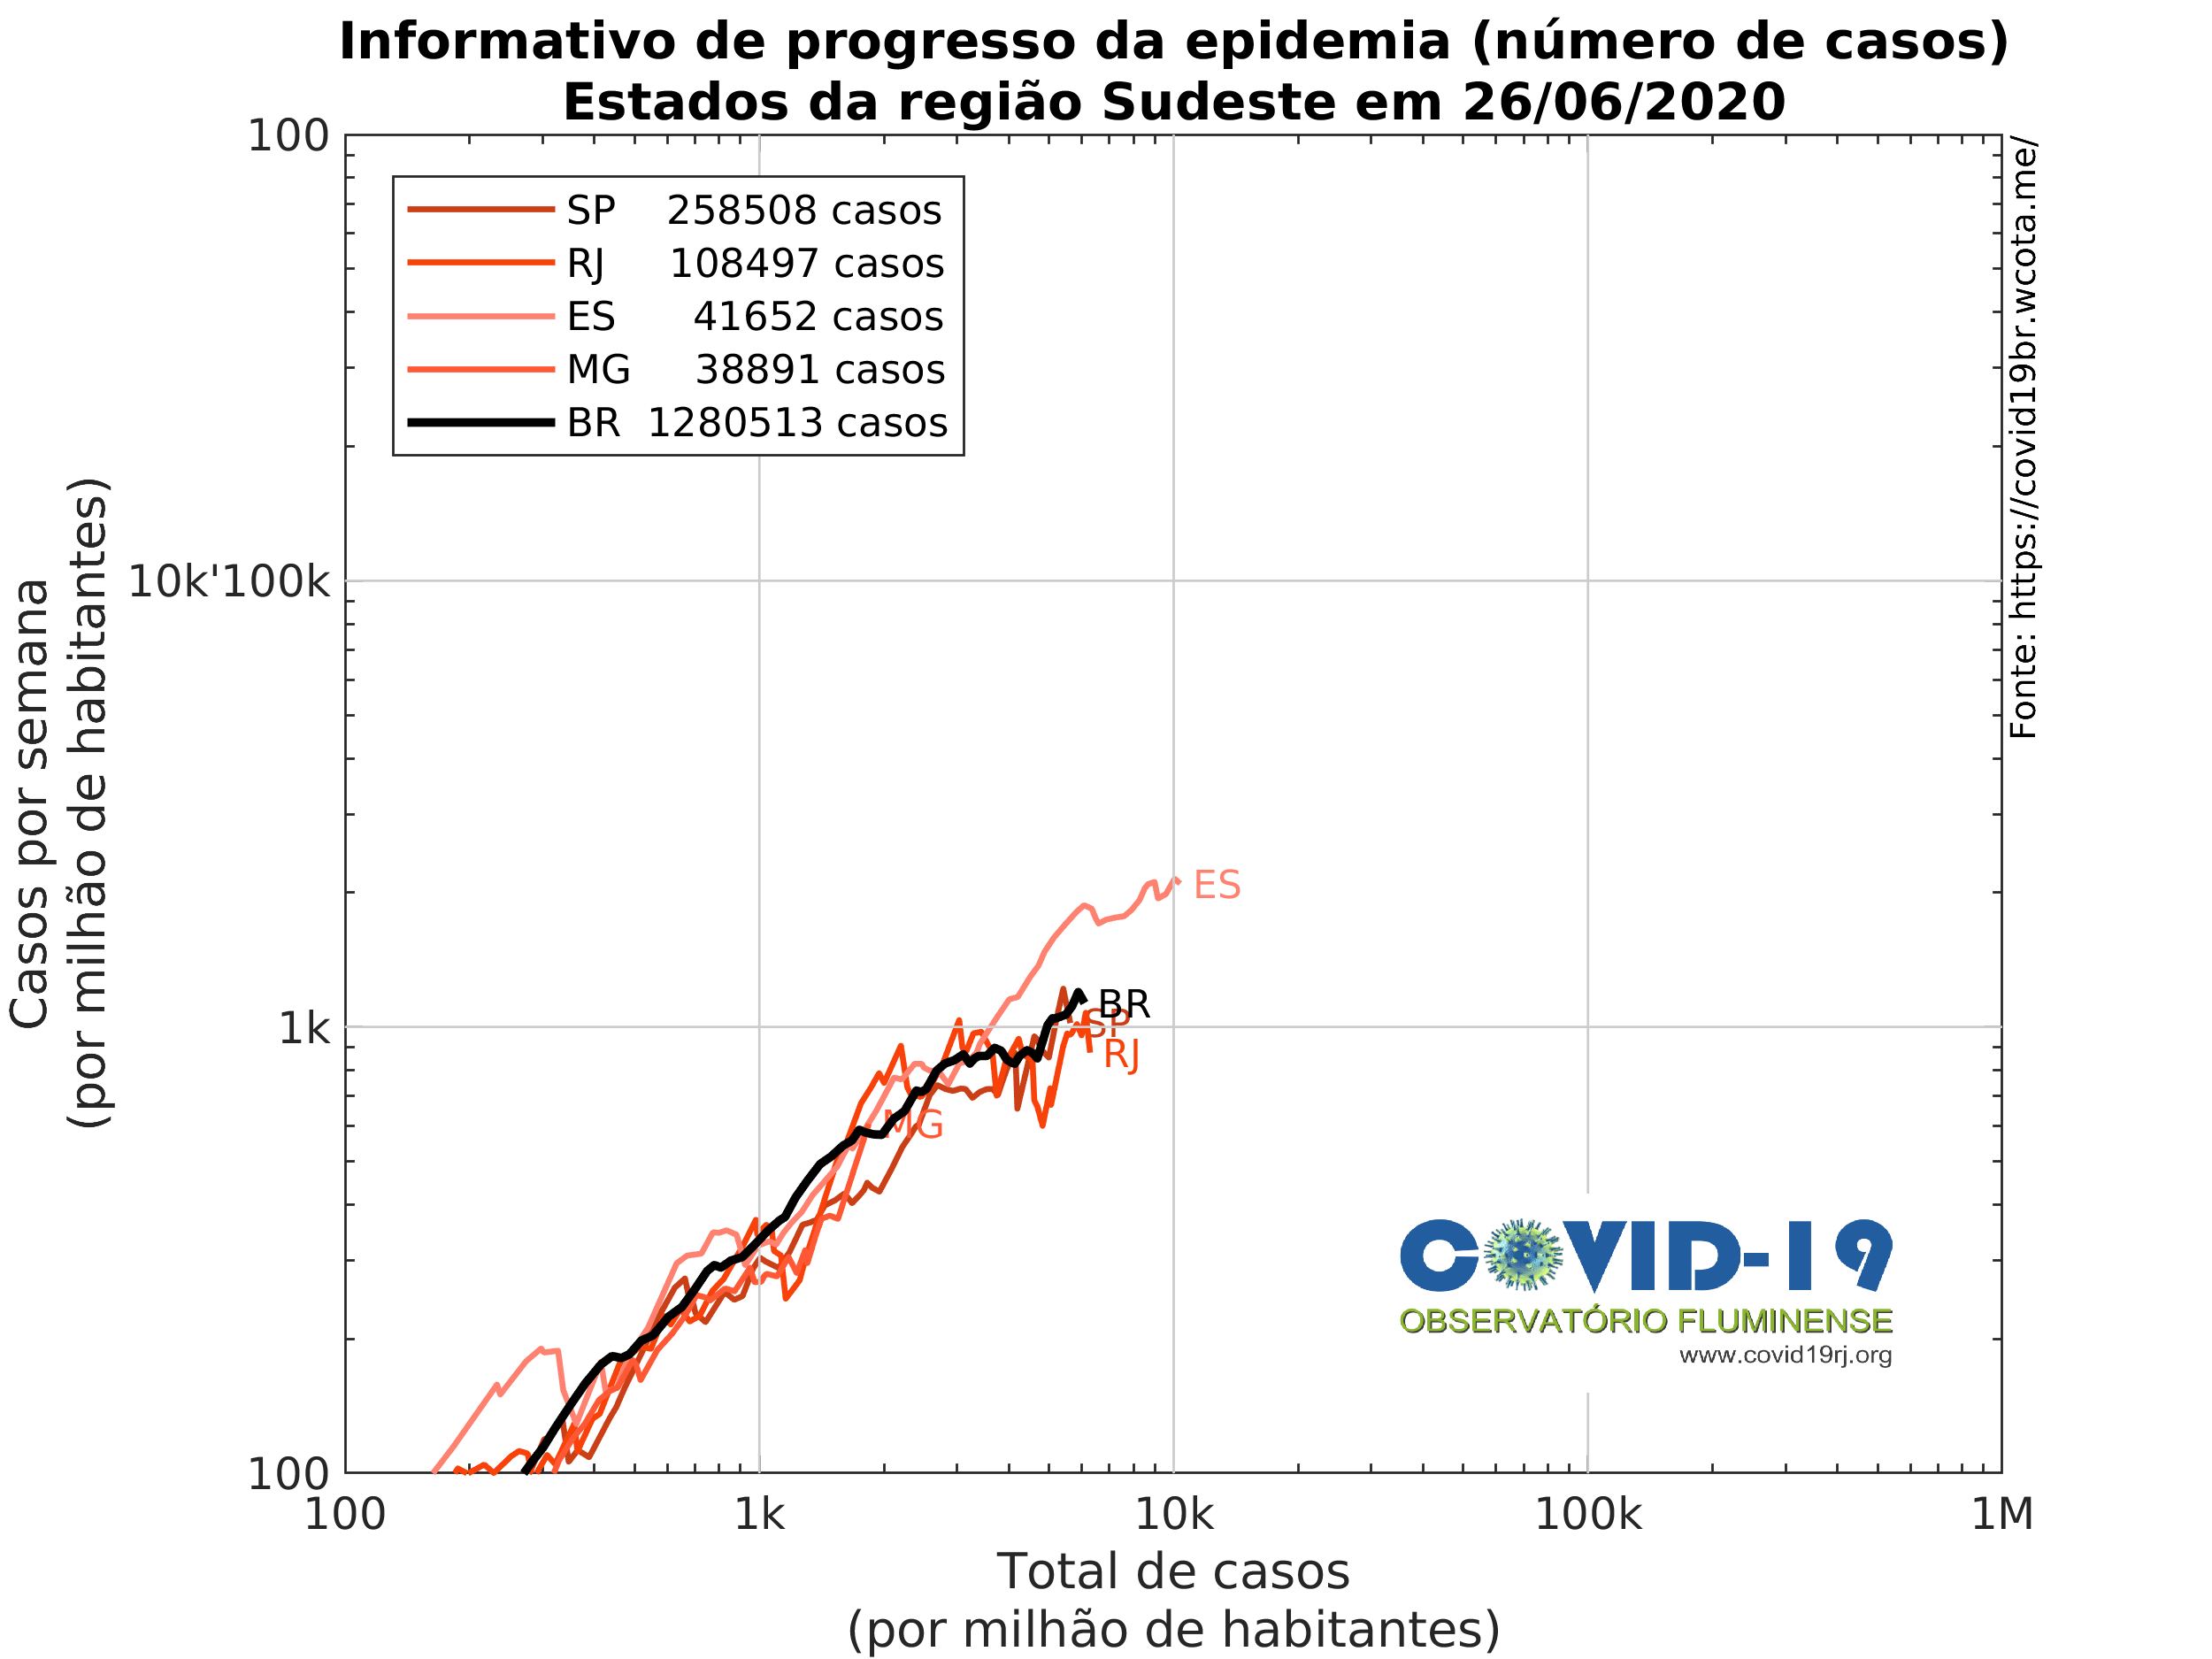 Informativo de progresso da epidemia (número de casos)
Estados da região Sudeste em 26/06/2020
100
10k'100k
1k
100
Casos por semana
(por milhão de habitantes)
SP 258508 casos
RJ 108497 casos
ES 41652 casos
MG 38891 casos
BR 1280513 casos
ES
BR
SP
RJ
MG
Fonte: https://covid19br.wcota.me/
COVID-19
OBSERVATÓRIO FLUMINENSE
www.covid19rj.org
100 1k 10k 100k 1M
Total de casos
(por milhão de habitantes)